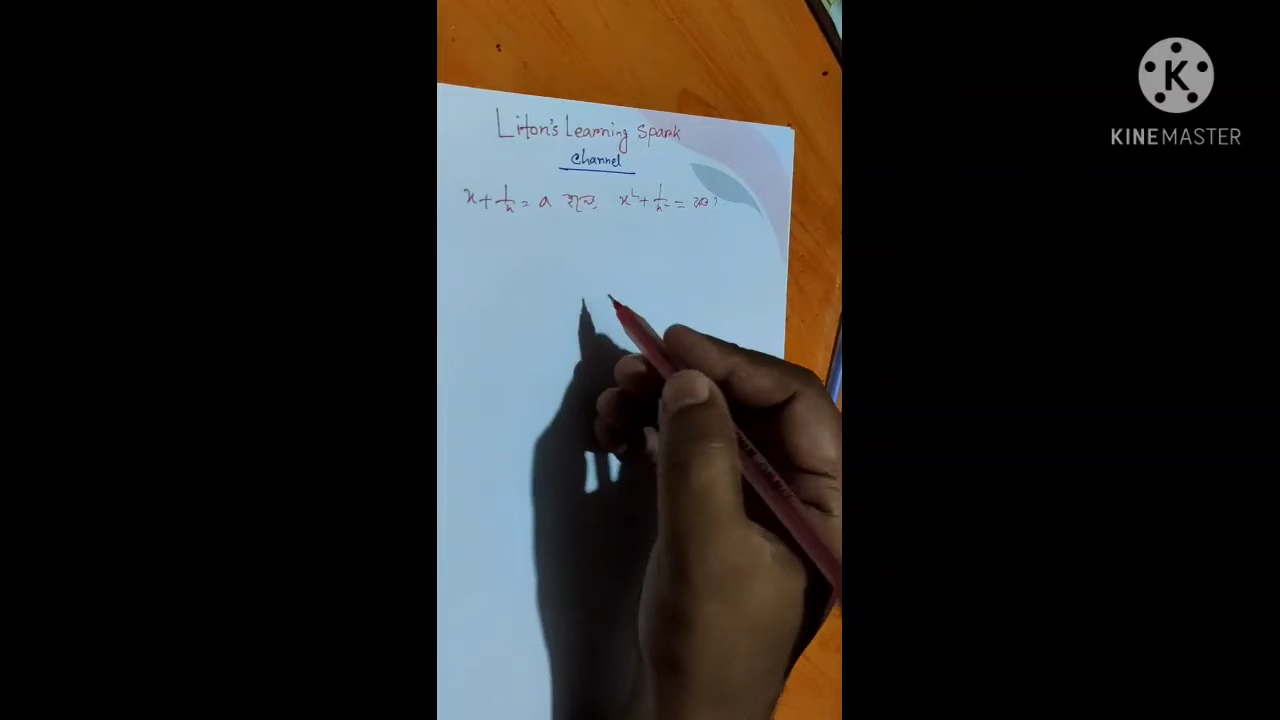 Liton's Learning Spark
Channel
x + 1/x = a হলে, x² + 1/x² = কত?
KINEMASTER